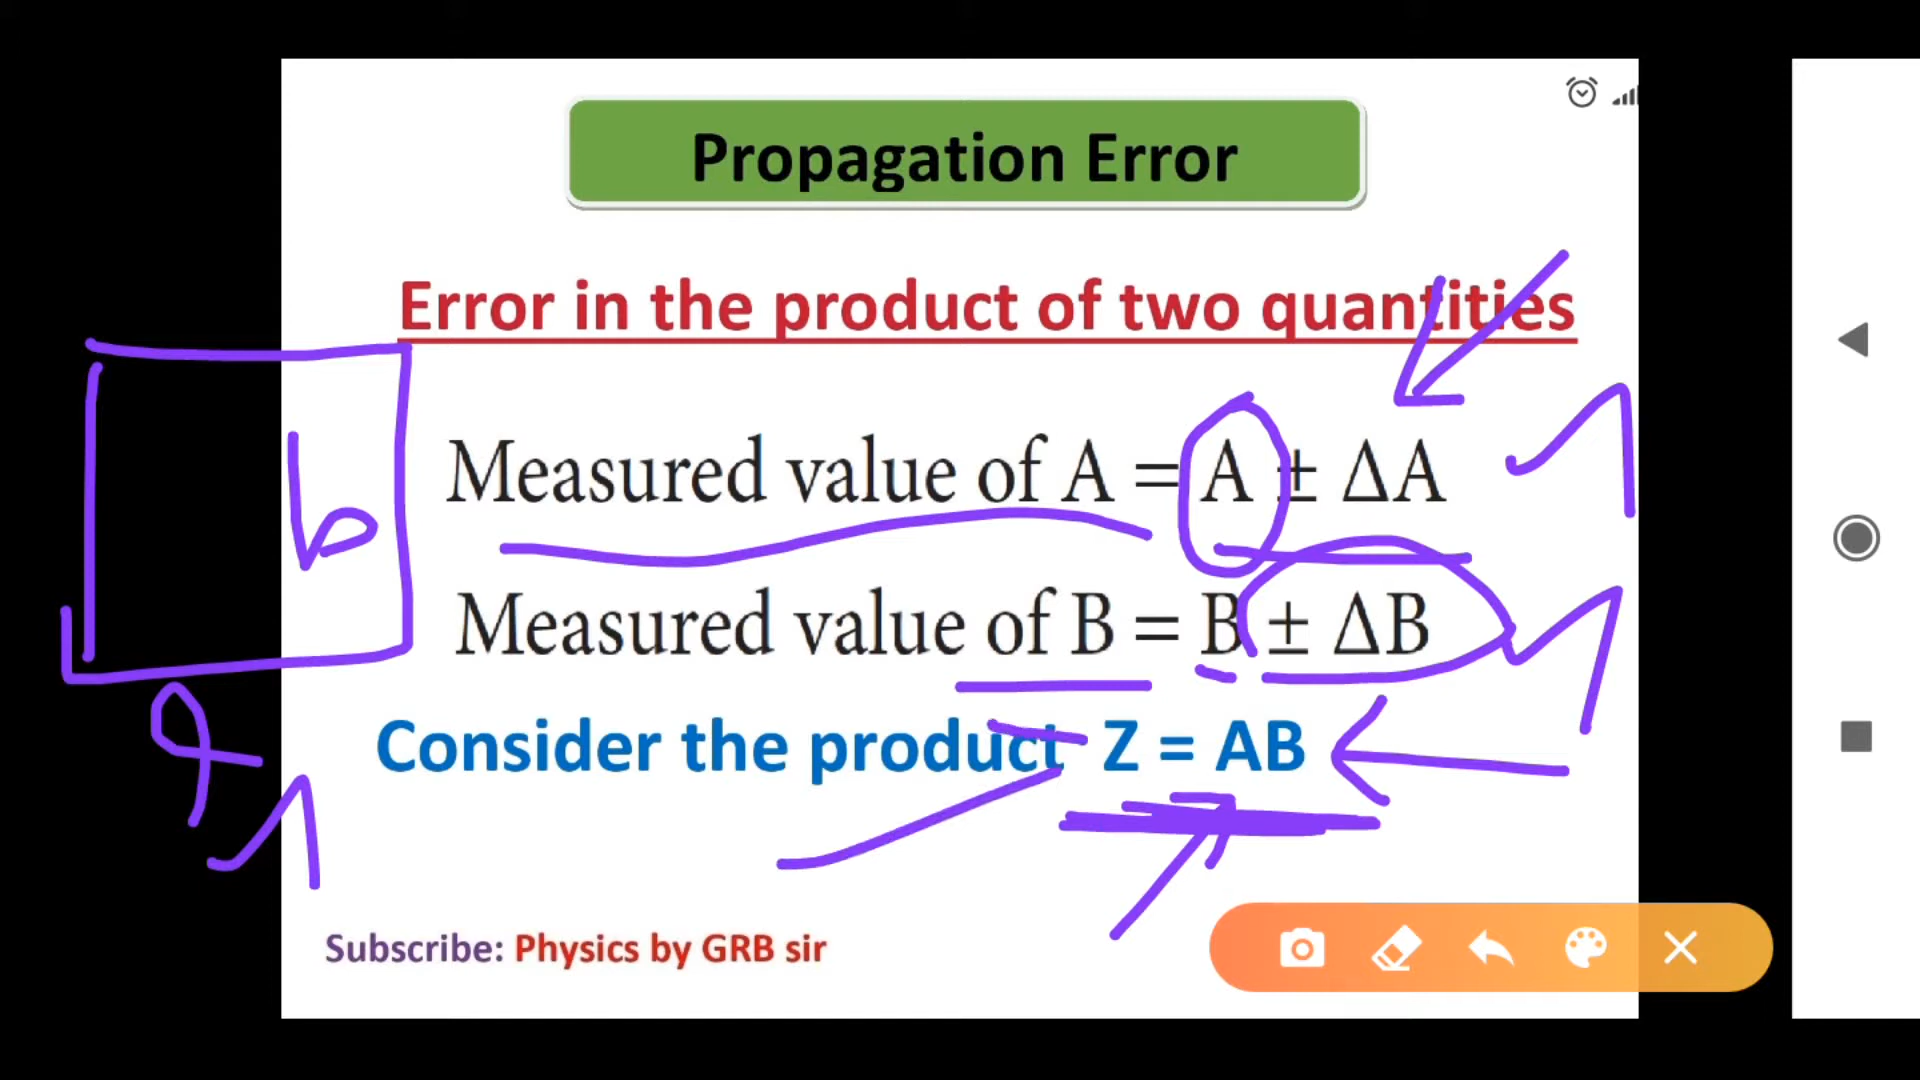 Propagation Error
Error in the product of two quantities
Measured value of A = A ± ΔA
b
Measured value of B = B ± ΔB
Consider the product Z = AB
Subscribe: Physics by GRB sir